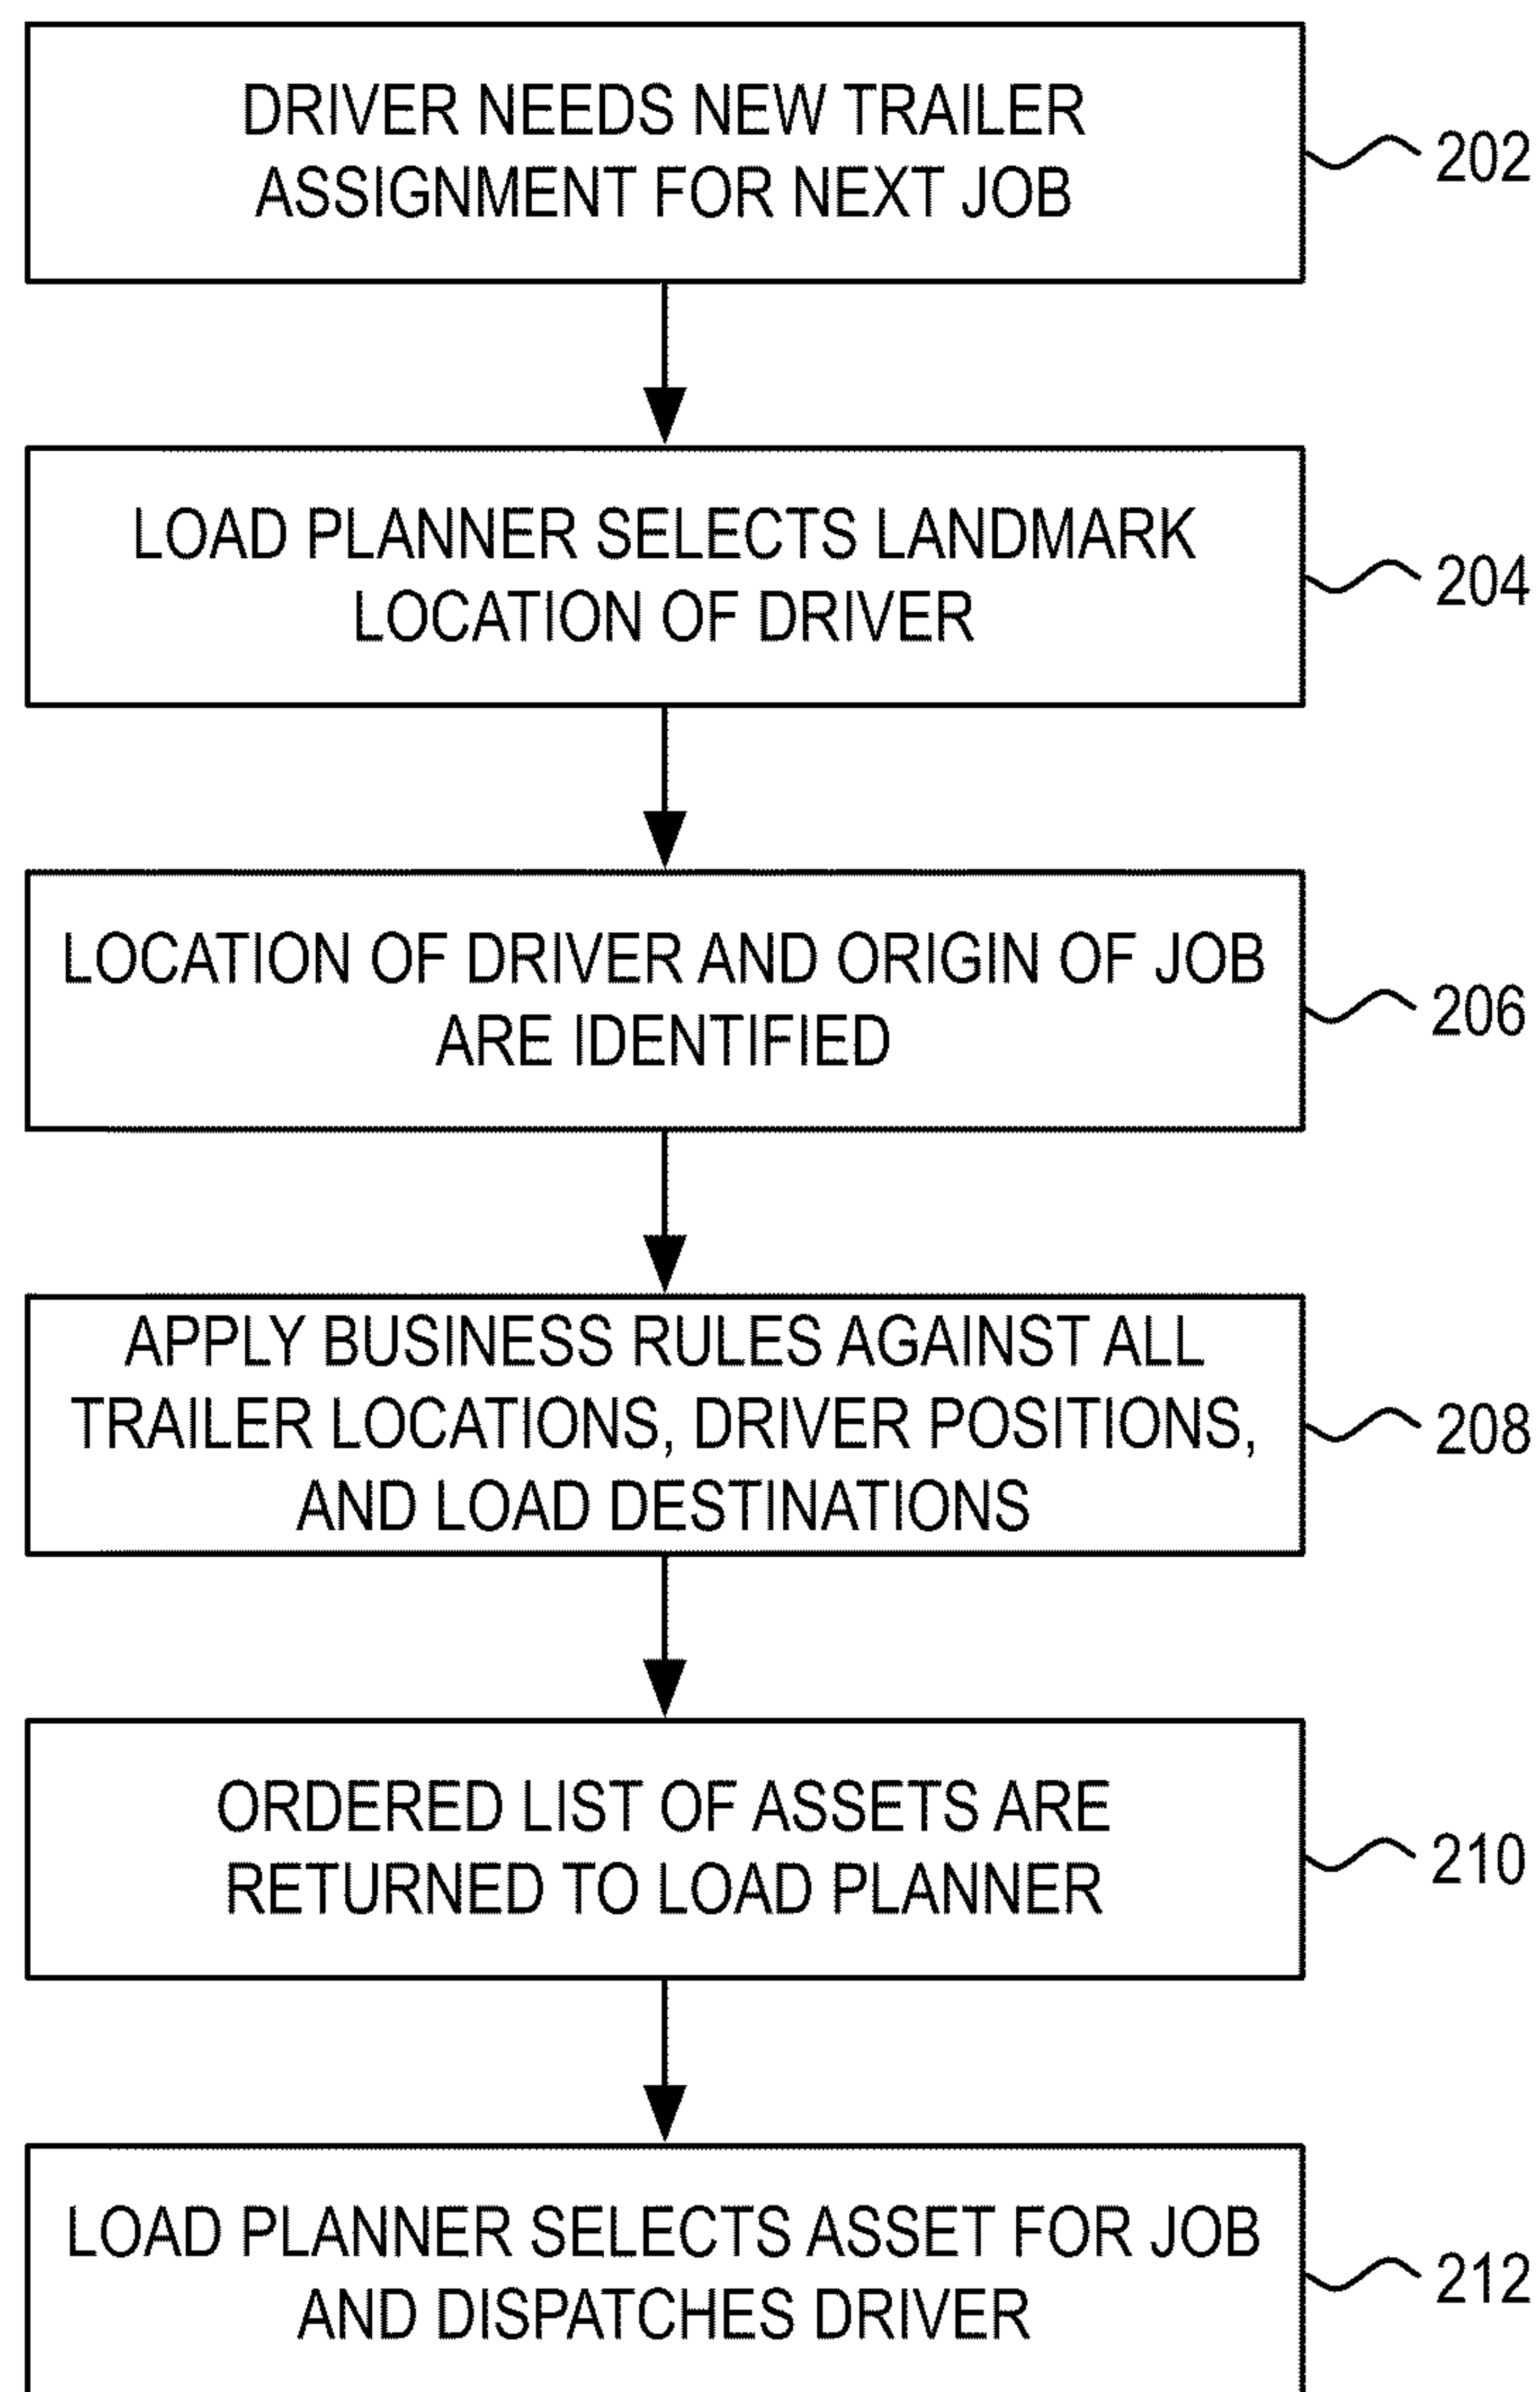 DRIVER NEEDS NEW TRAILER
ASSIGNMENT FOR NEXT JOB
202
LOAD PLANNER SELECTS LANDMARK
LOCATION OF DRIVER
204
LOCATION OF DRIVER AND ORIGIN OF JOB
ARE IDENTIFIED
206
APPLY BUSINESS RULES AGAINST ALL
TRAILER LOCATIONS, DRIVER POSITIONS,
AND LOAD DESTINATIONS
208
ORDERED LIST OF ASSETS ARE
RETURNED TO LOAD PLANNER
210
LOAD PLANNER SELECTS ASSET FOR JOB
AND DISPATCHES DRIVER
212